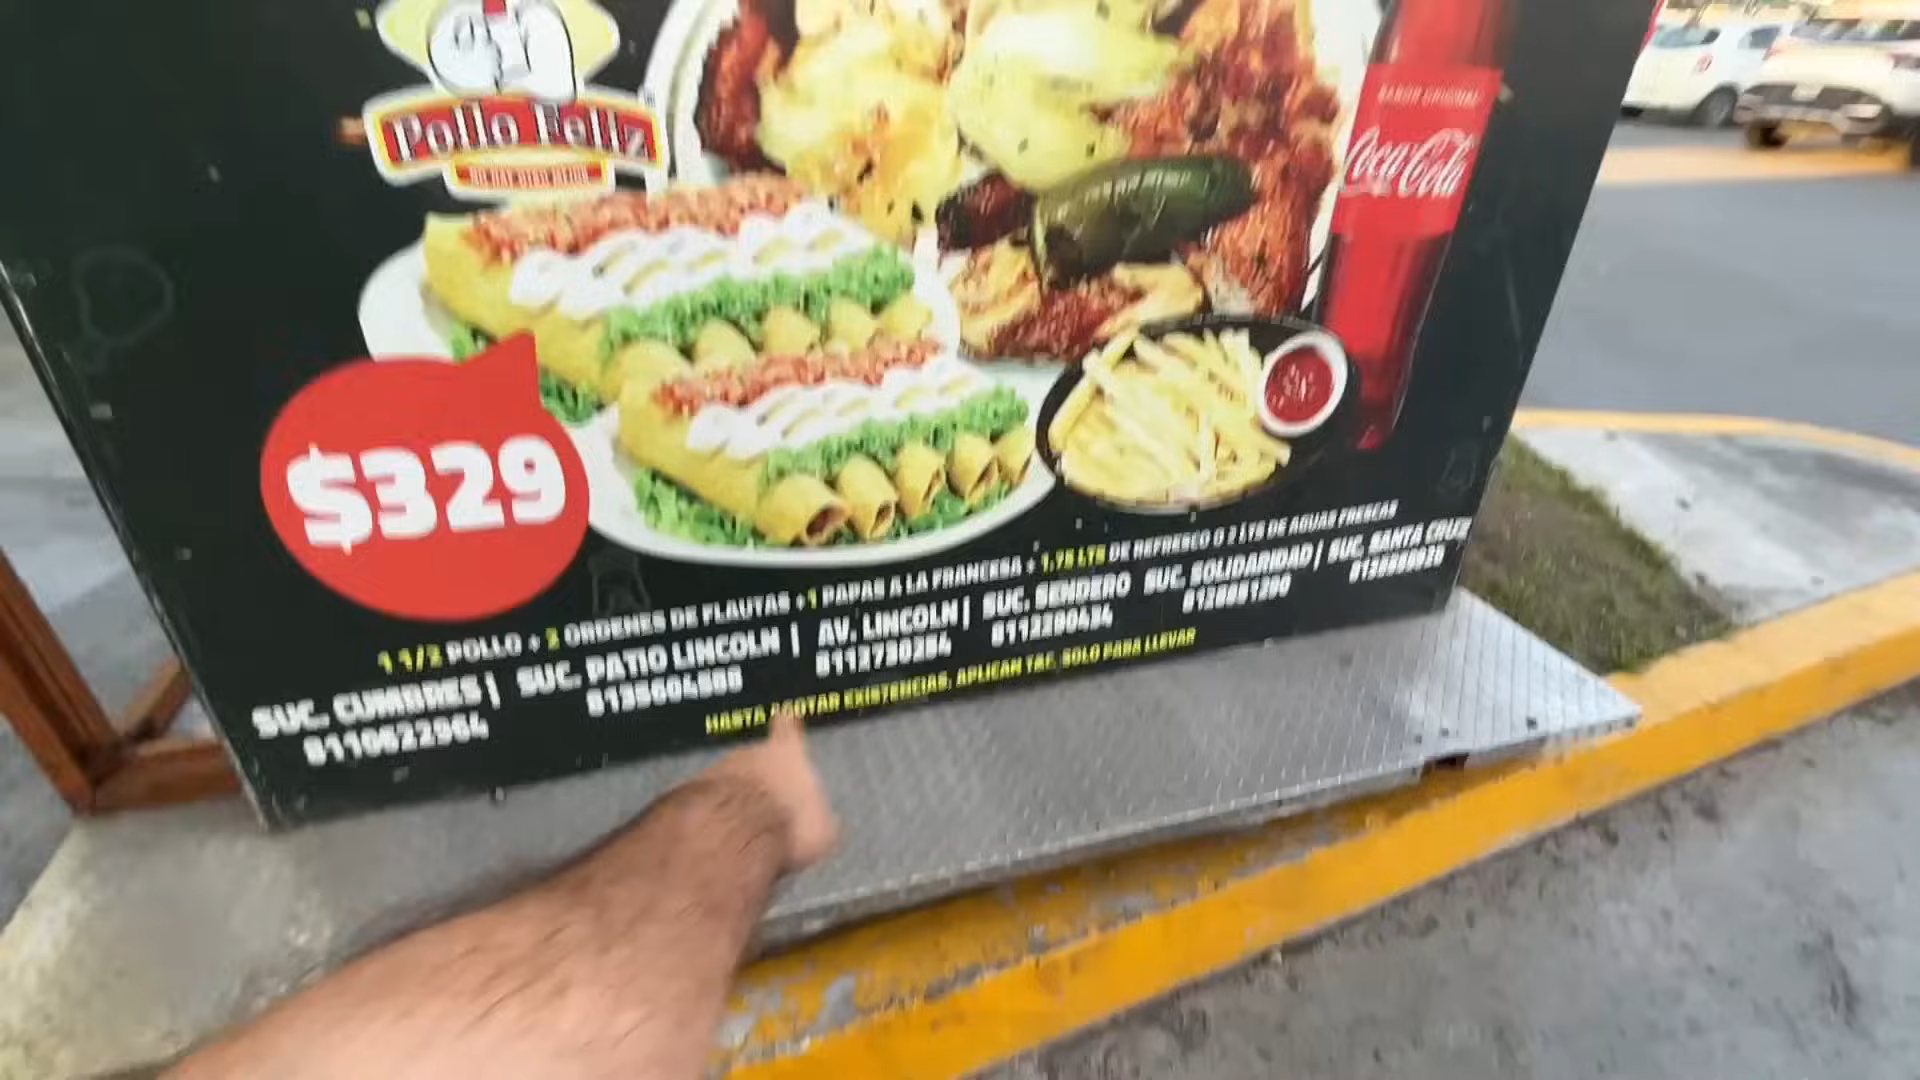 Pollo Feliz
SABOR ORIGINAL
Coca-Cola
$329
1 1/2 POLLO + 2 ORDENES DE FLAUTAS + 1 PAPAS A LA FRANCESA + 1.75 LTS DE REFRESCO O 2 LTS DE AGUAS FRESCAS
SUC. CUMBRES | SUC. PATIO LINCOLN | AV. LINCOLN | SUC. SENDERO SUC. SOLIDARIDAD | SUC. SANTA CRUZ
HASTA AGOTAR EXISTENCIAS. APLICAN T&C. SOLO PARA LLEVAR